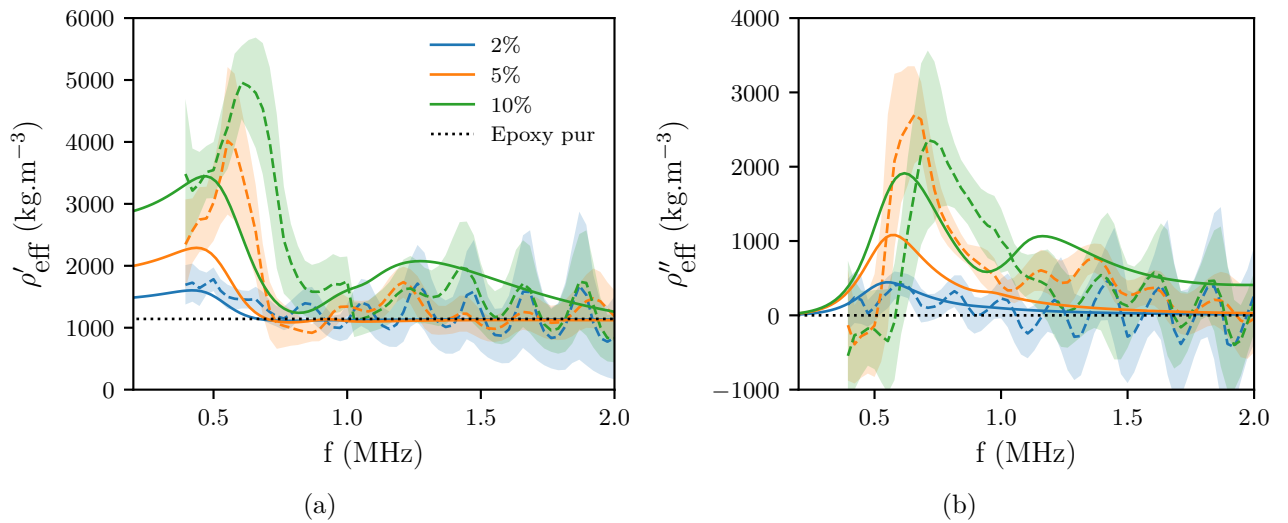 6000
5000
4000
3000
2000
1000
0
ρ′eff (kg.m−3)
2%
5%
10%
Epoxy pur
0.5 1.0 1.5 2.0
f (MHz)
(a)
4000
3000
2000
1000
0
−1000
ρ′′eff (kg.m−3)
0.5 1.0 1.5 2.0
f (MHz)
(b)